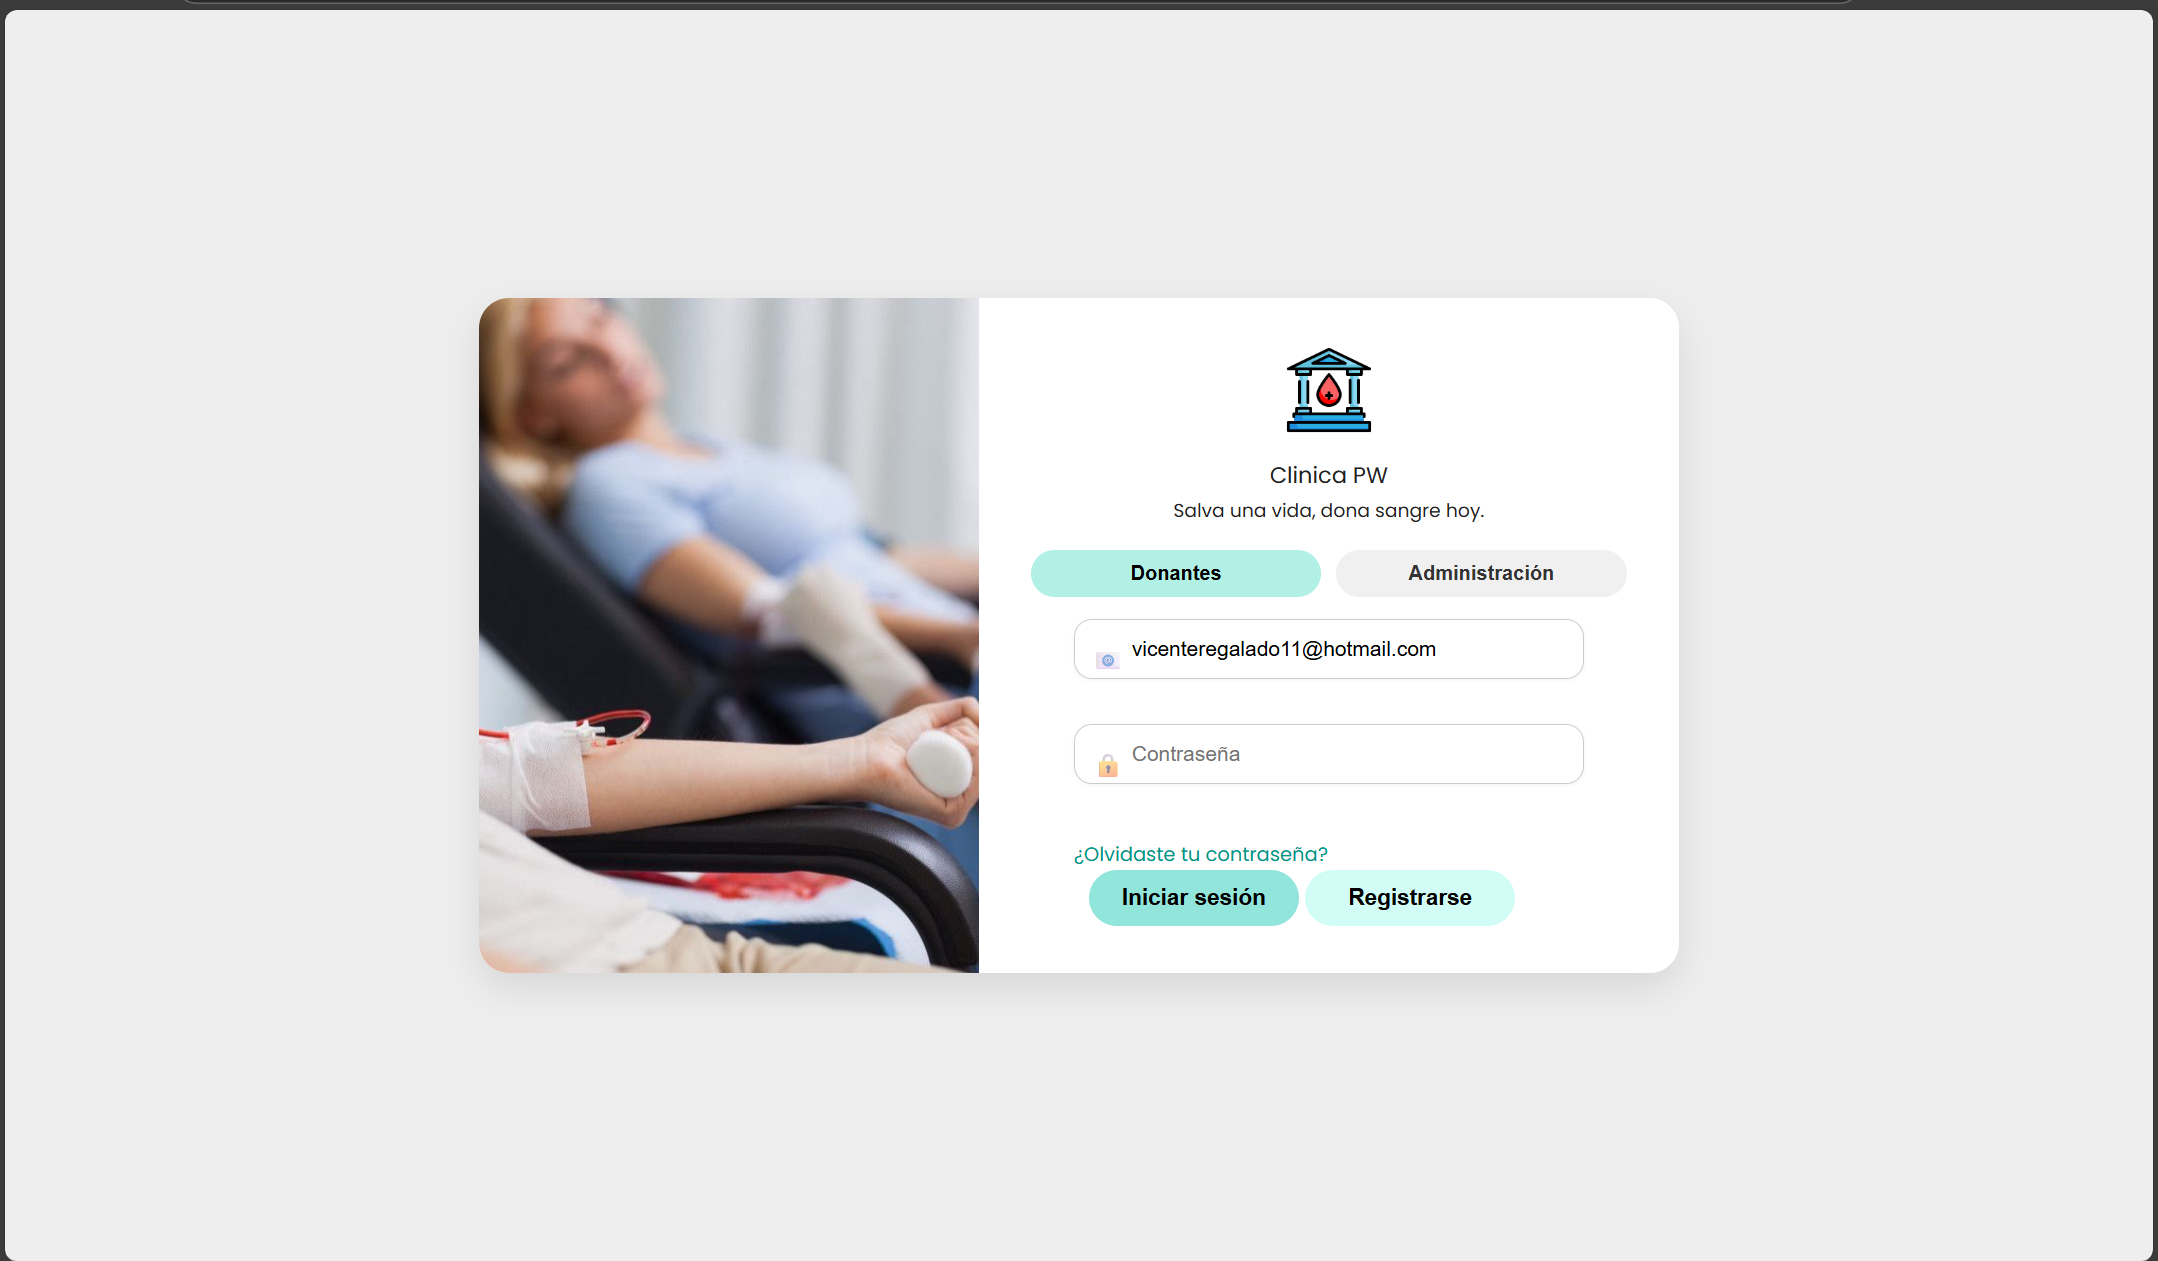 Clinica PW
Salva una vida, dona sangre hoy.
Donantes
Administración
vicenteregalado11@hotmail.com
Contraseña
¿Olvidaste tu contraseña?
Iniciar sesión
Registrarse